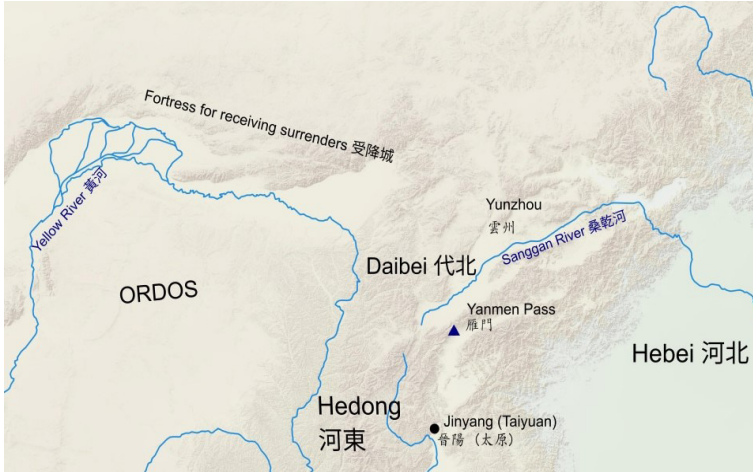 Fortress for receiving surrenders 受降城
Yellow River 黃河
Yunzhou
雲州
Sanggan River 桑乾河
Daibei 代北
ORDOS
Yanmen Pass
雁門
Hebei 河北
Hedong
河東
Jinyang (Taiyuan)
晉陽（太原）